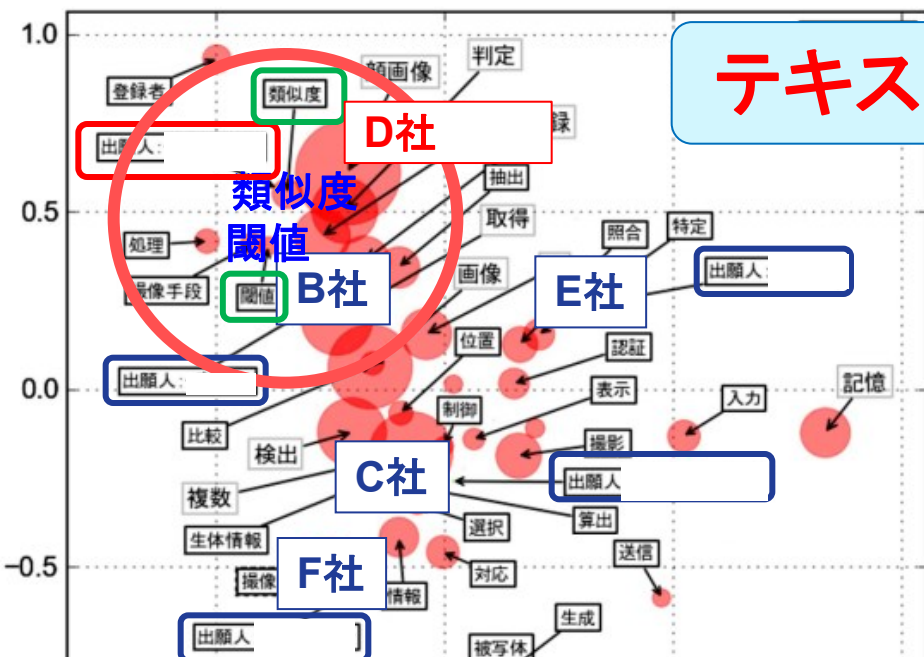 1.0
判定
顔画像
登録者
類似度
テキス
D社
録
出願人:
抽出
類似度
0.5
取得
照合
特定
処理
閾値
画像
出願人:
撮像手段
閾値
B社
E社
位置
認証
出願人:
0.0
表示
記憶
入力
制御
比較
検出
撮影
C社
出願人
複数
算出
選択
生体情報
送信
-0.5
F社
対応
撮像
情報
生成
出願人
被写体